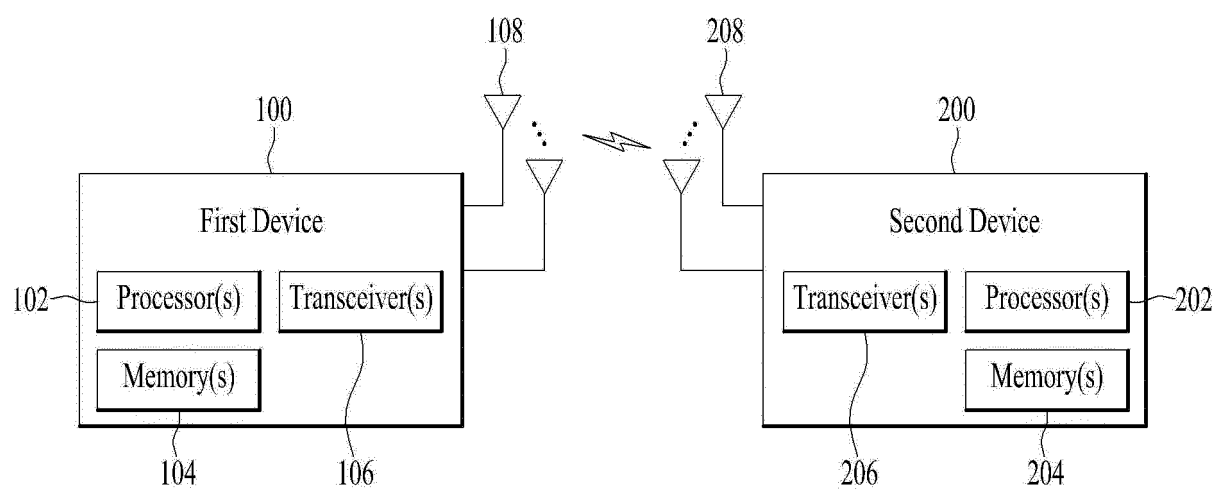 108
208
100
200
First Device
Second Device
102
Processor(s)
Transceiver(s)
Transceiver(s)
Processor(s)
202
Memory(s)
Memory(s)
104
106
206
204